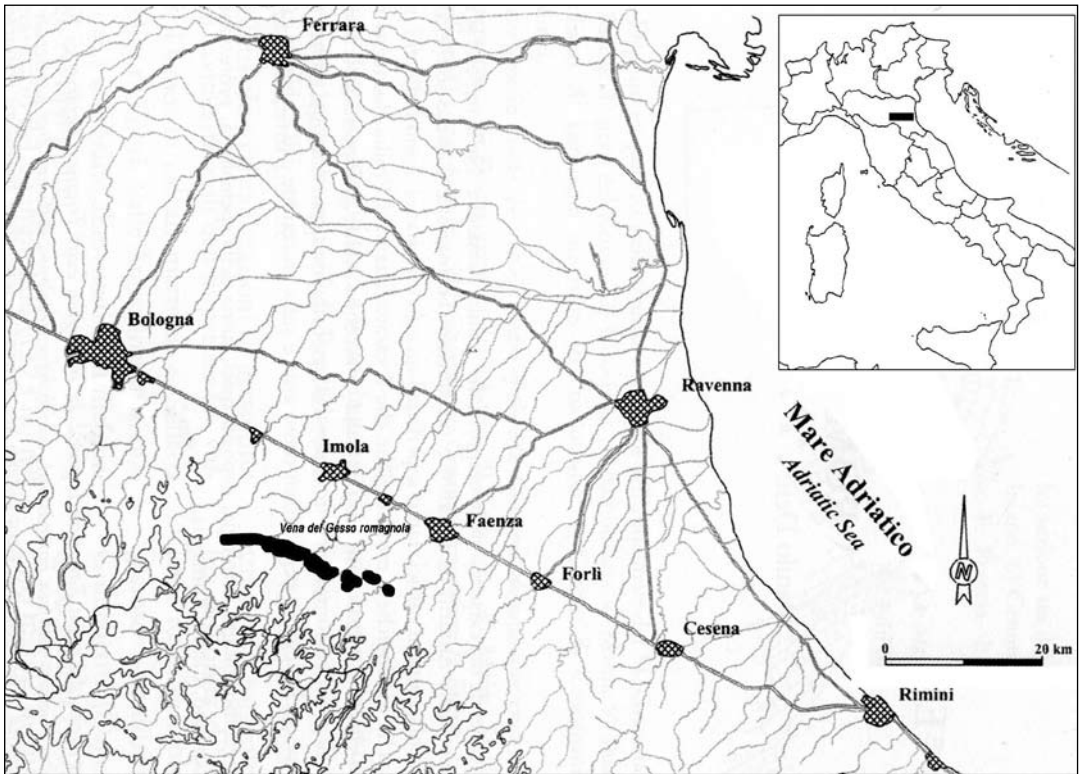 Ferrara
Bologna
Ravenna
Imola
Mare Adriatico
Adriatic Sea
Vena del Gesso romagnola
Faenza
Forlì
N
Cesena
0 20 km
Rimini